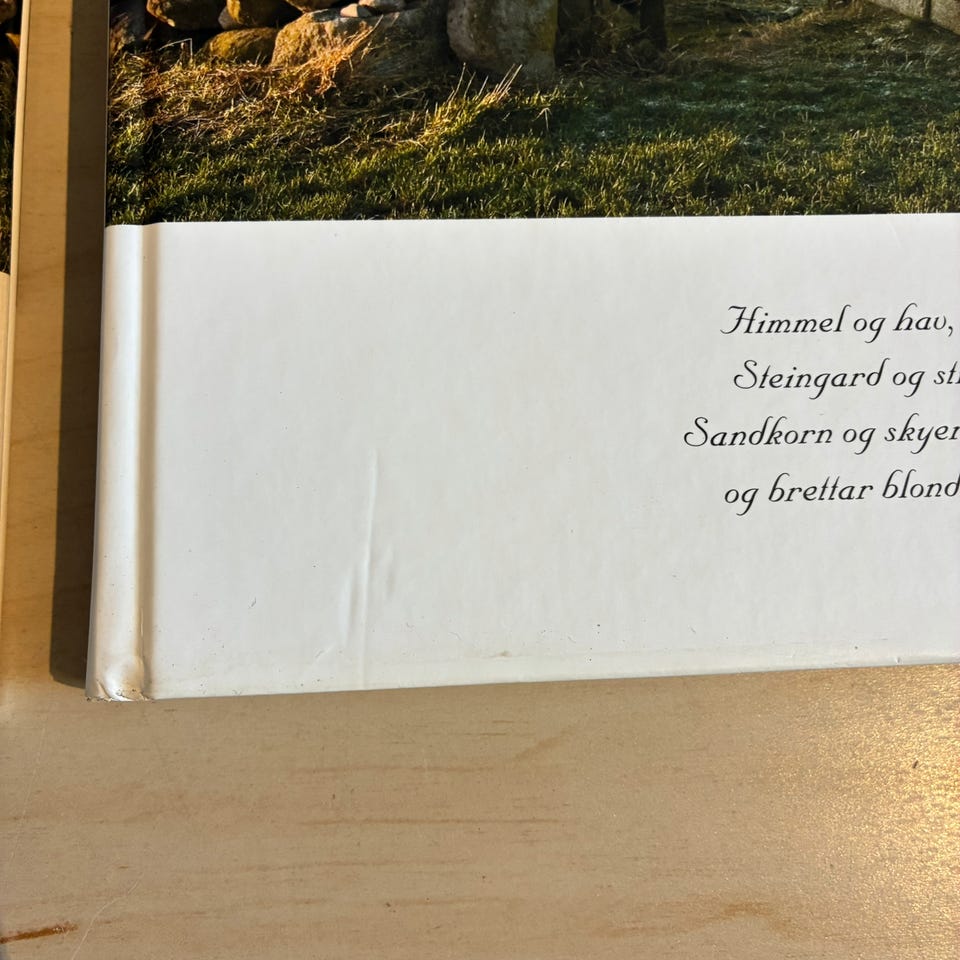 Himmel og hav,
Steingard og
Sandkorn og
og brettar